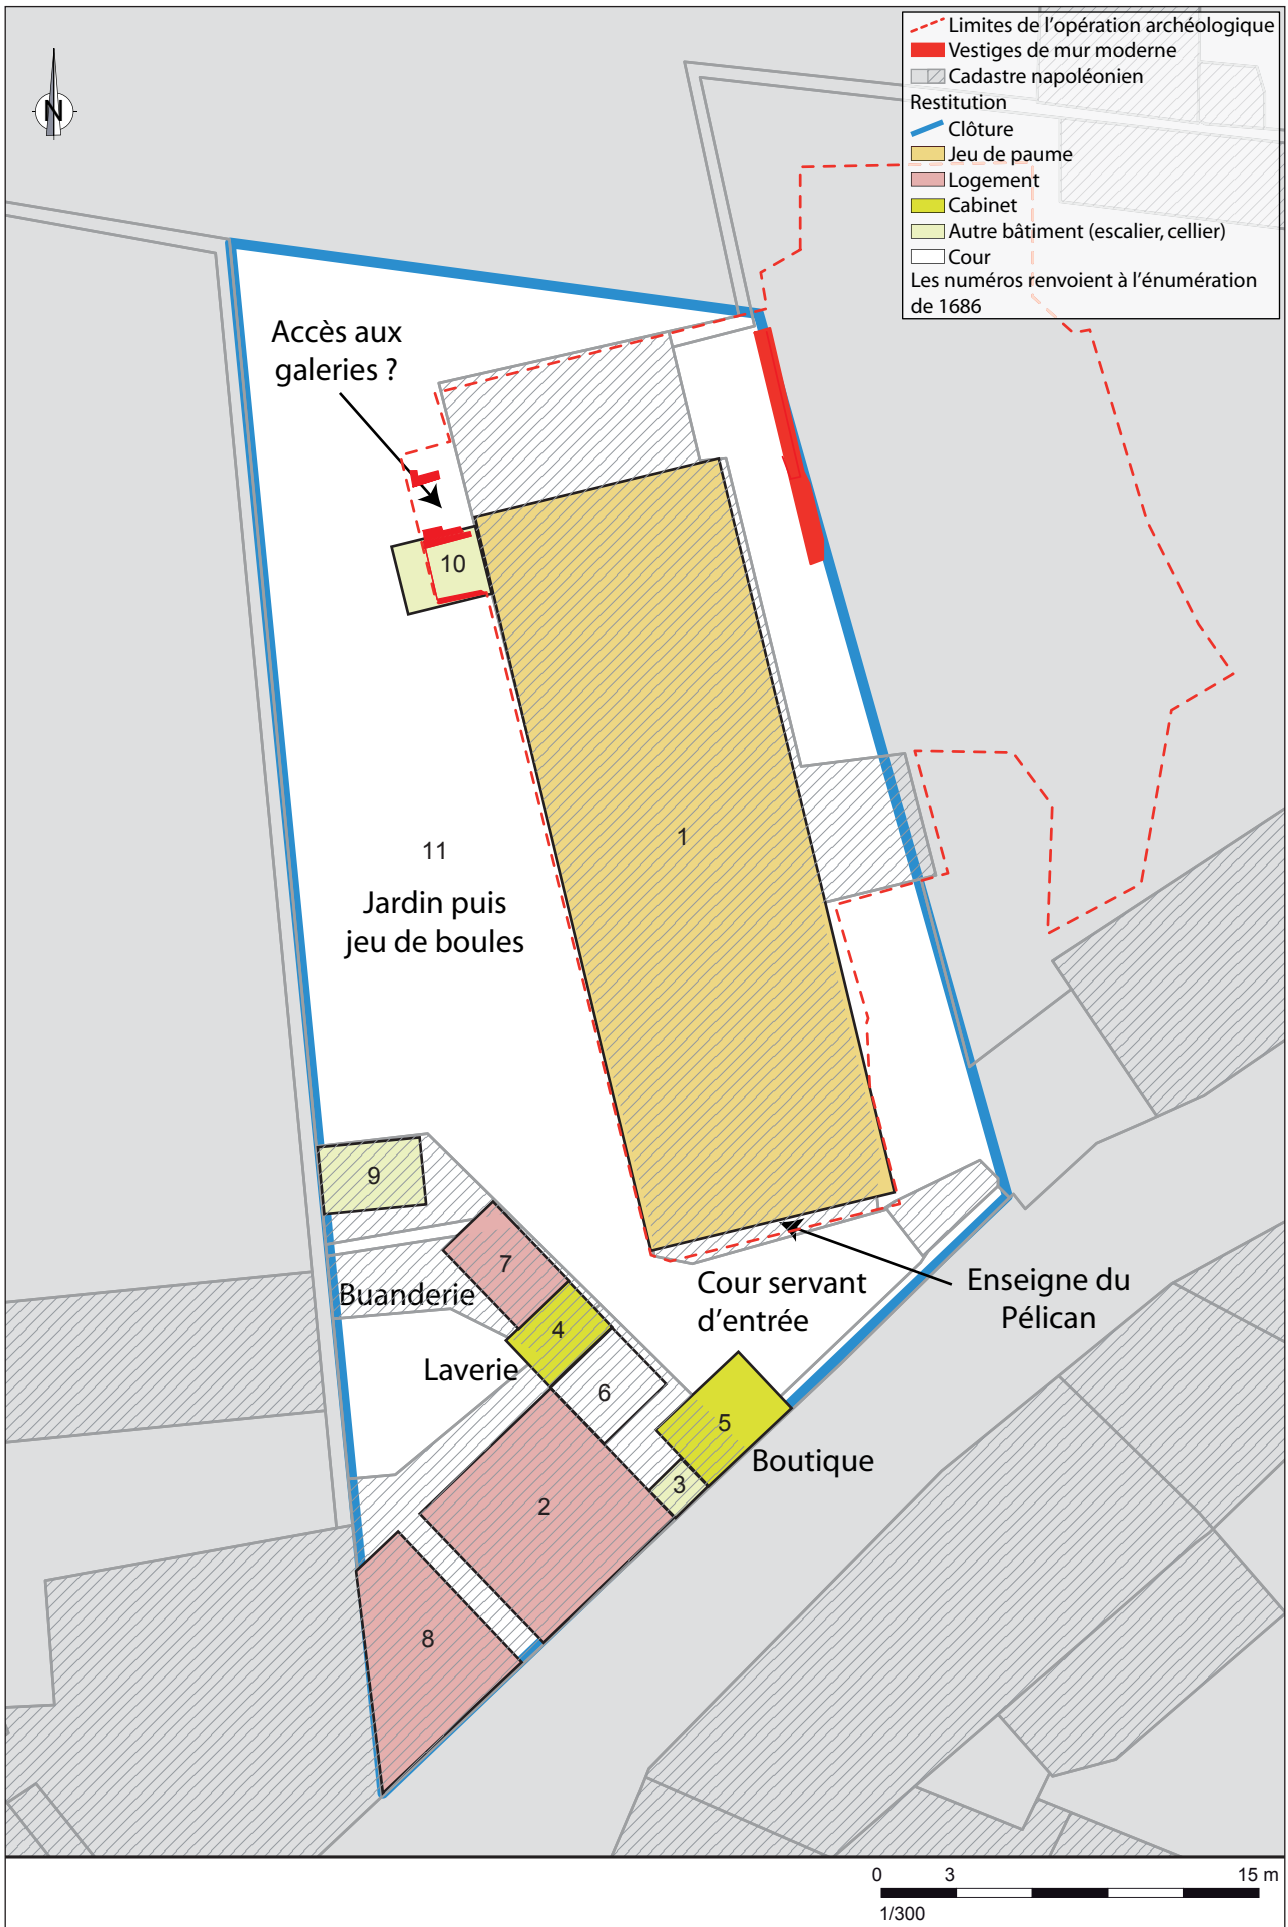 N
Limites de l'opération archéologique
Vestiges de mur moderne
Cadastre napoléonien
Restitution
Clôture
Jeu de paume
Logement
Cabinet
Autre bâtiment (escalier, cellier)
Cour
Les numéros renvoient à l'énumération
de 1686
Accès aux
galeries ?
10
1
11
Jardin puis
jeu de boules
9
7
Buanderie
4
Laverie
6
Cour servant
d'entrée
Enseigne du
Pélican
5
Boutique
3
2
8
0 3 15 m
1/300